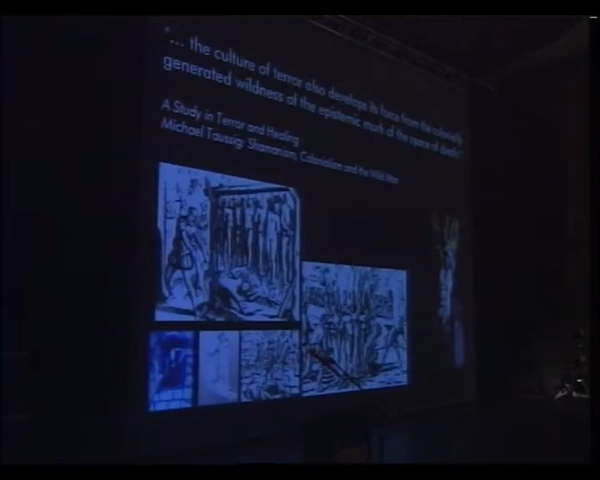 "... the culture of terror also develops its force from the colonially
generated wildness of the epistemic murk of the space of death."
A Study in Terror and Healing
Michael Taussig: Shamanism, Colonialism and the Wild Man